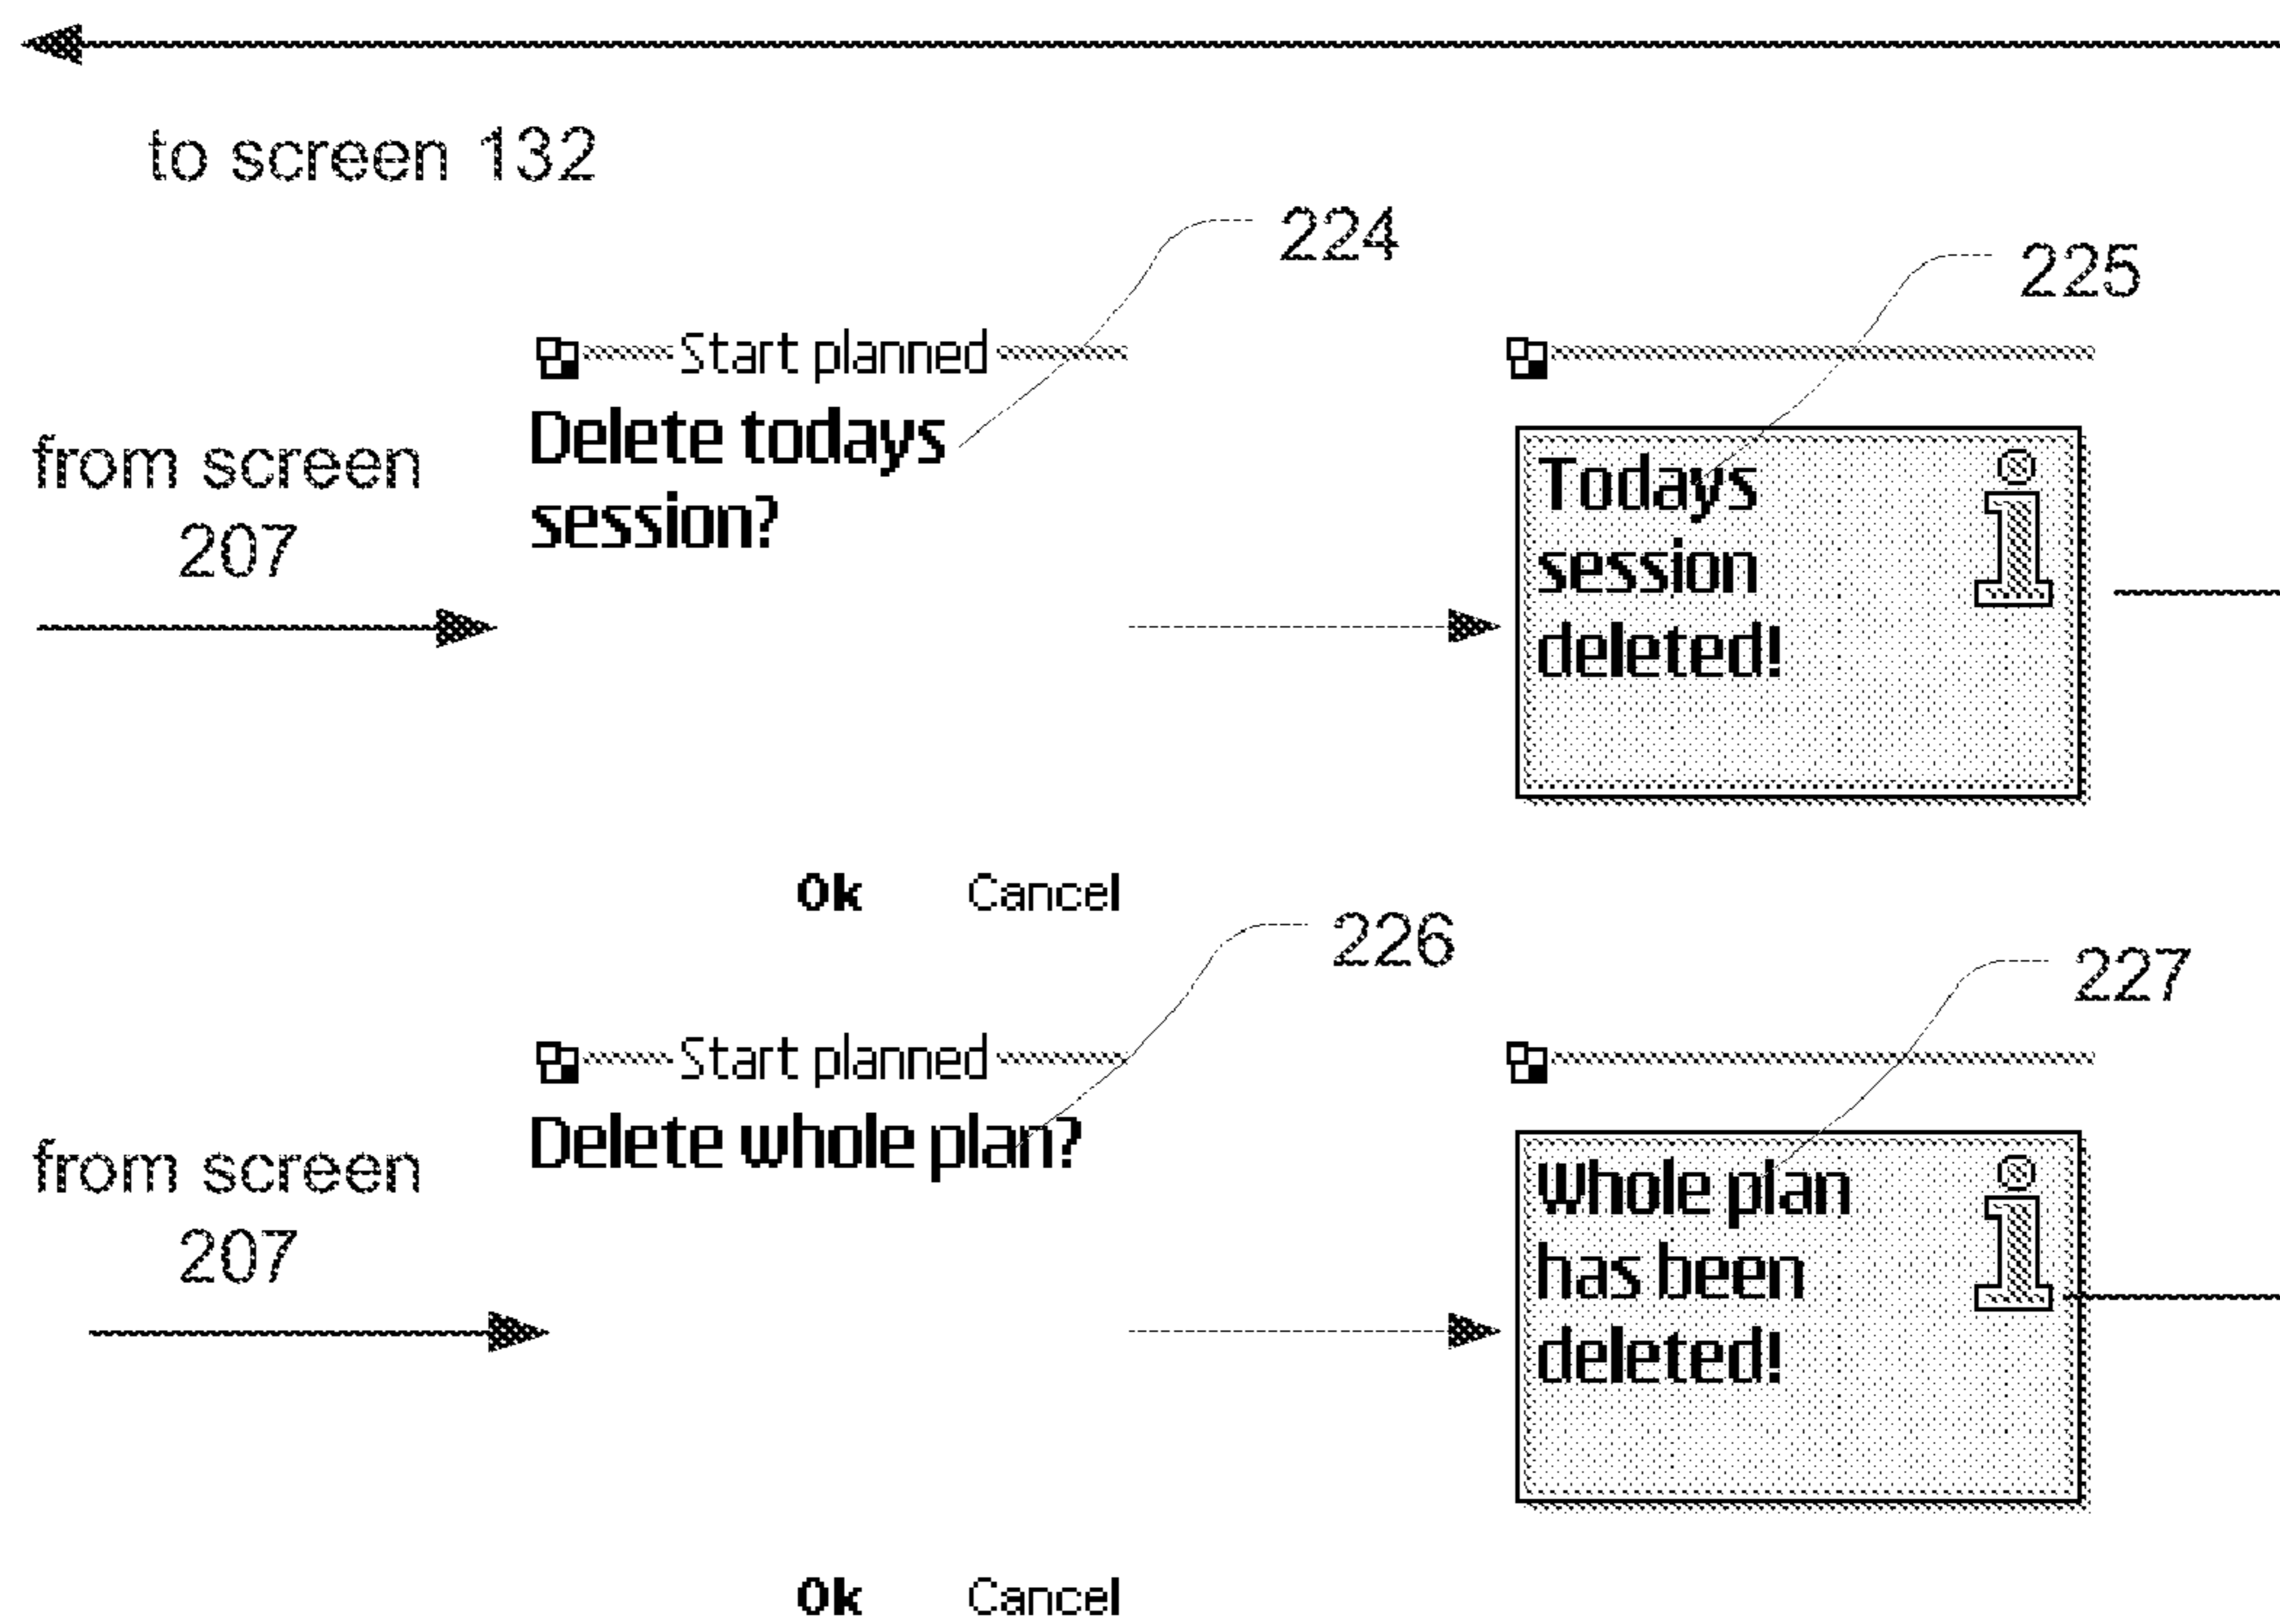 to screen 132
224
225
Start planned
from screen
207
Delete todays
session?
Todays
session
deleted!
Ok Cancel
226
227
Start planned
from screen
207
Delete whole plan?
Whole plan
has been
deleted!
Ok Cancel